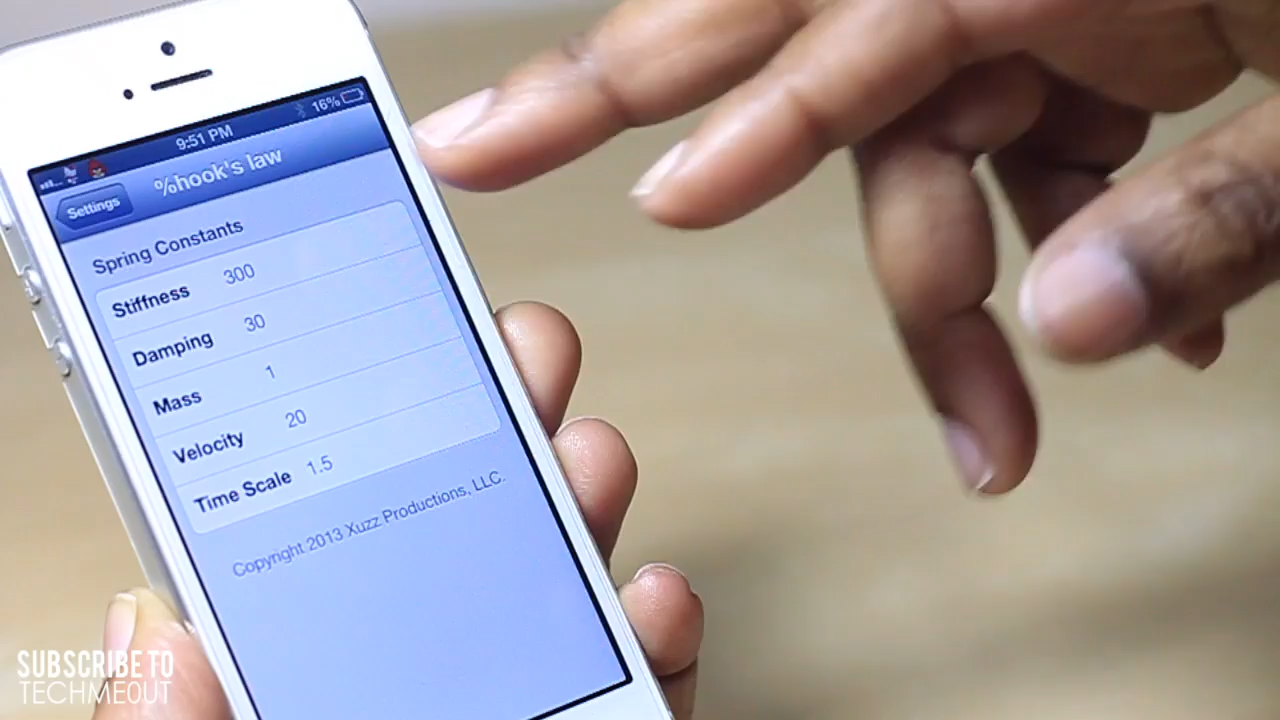 9:51 PM
16%
Settings
%hook's law
Spring Constants
Stiffness 300
Damping 30
Mass 1
Velocity 20
Time Scale 1.5
Copyright 2013 Xuzz Productions, LLC.
SUBSCRIBE TO
TECHMEOUT